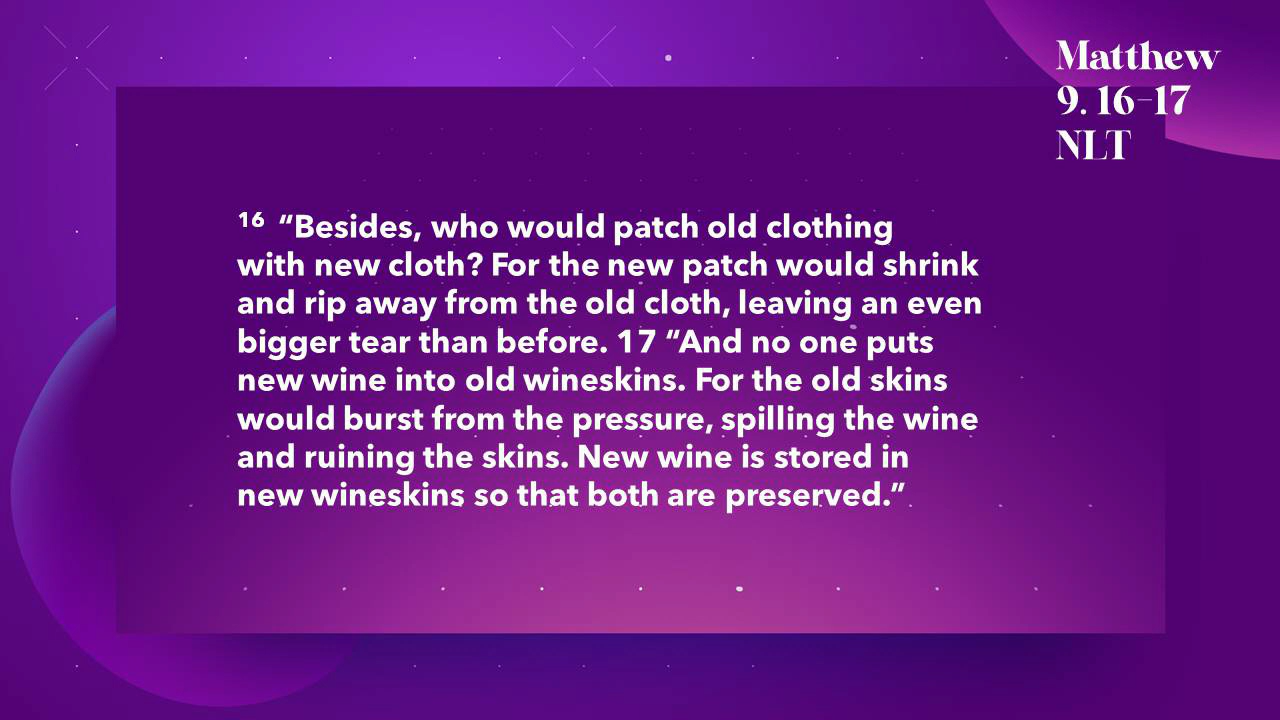 Matthew
9. 16-17
NLT
16 “Besides, who would patch old clothing
with new cloth? For the new patch would shrink
and rip away from the old cloth, leaving an even
bigger tear than before. 17 “And no one puts
new wine into old wineskins. For the old skins
would burst from the pressure, spilling the wine
and ruining the skins. New wine is stored in
new wineskins so that both are preserved.”